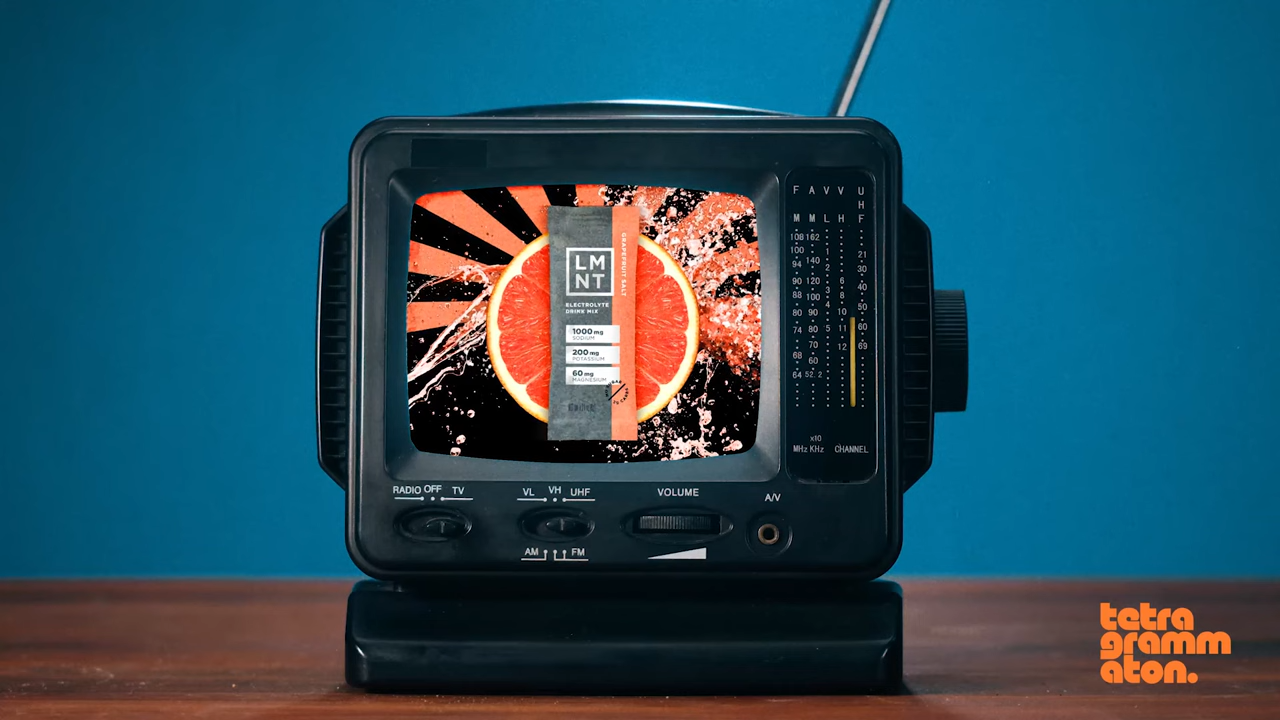 LM
NT
ELECTROLYTE
DRINK MIX
1000 mg
SODIUM
200 mg
POTASSIUM
60 mg
MAGNESIUM
GRAPEFRUIT SALT
F A V V U
H
M M L H F
108 162
100 1 21
94 140 2 30
90 120 3 6 40
88 100 4 8 50
80 90 10
74 80 5 11 60
70 12 69
68 60
64 52.2
x10
MHz KHz CHANNEL
RADIO OFF TV
VL VH UHF
VOLUME
A/V
AM FM
tetra
gramm
aton.